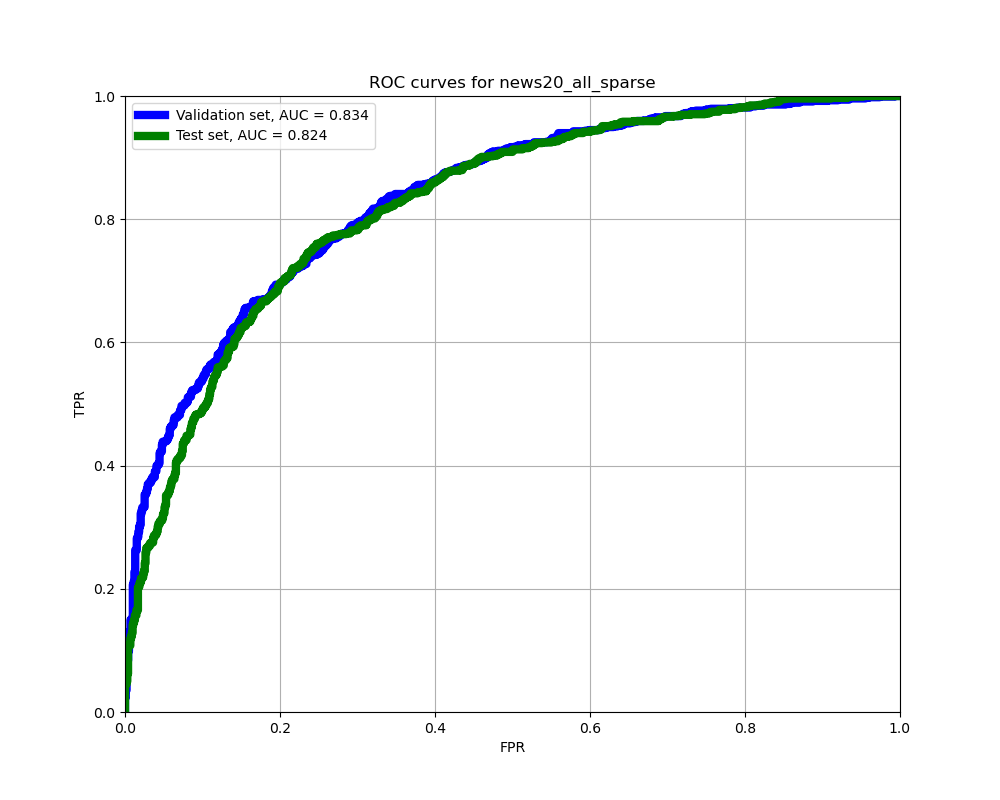 ROC curves for news20_all_sparse
Validation set, AUC = 0.834
Test set, AUC = 0.824
1.0
0.8
0.6
0.4
0.2
0.0
TPR
0.0 0.2 0.4 0.6 0.8 1.0
FPR